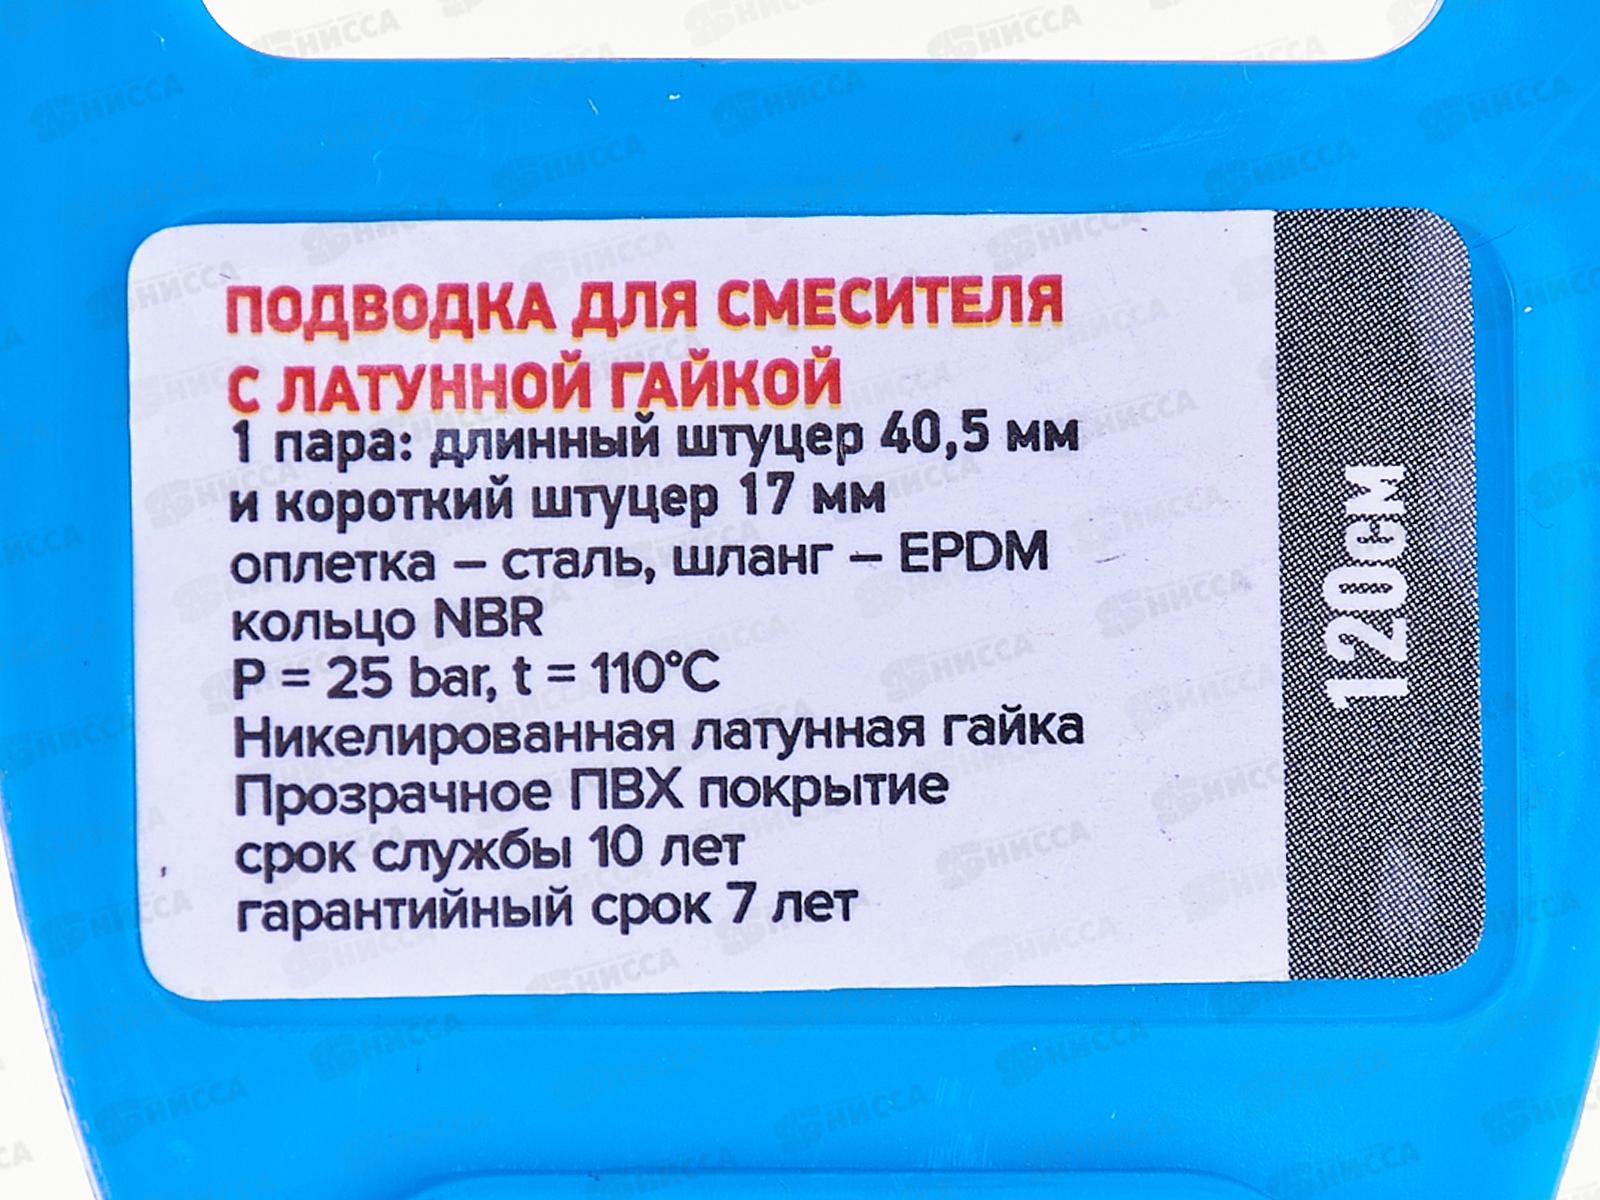 ПОДВОДКА ДЛЯ СМЕСИТЕЛЯ
С ЛАТУННОЙ ГАЙКОЙ
1 пара: длинный штуцер 40,5 мм
и короткий штуцер 17 мм
оплетка – сталь, шланг – EPDM
кольцо NBR
P = 25 bar, t = 110°C
Никелированная латунная гайка
Прозрачное ПВХ покрытие
срок службы 10 лет
гарантийный срок 7 лет
120см
НИССА